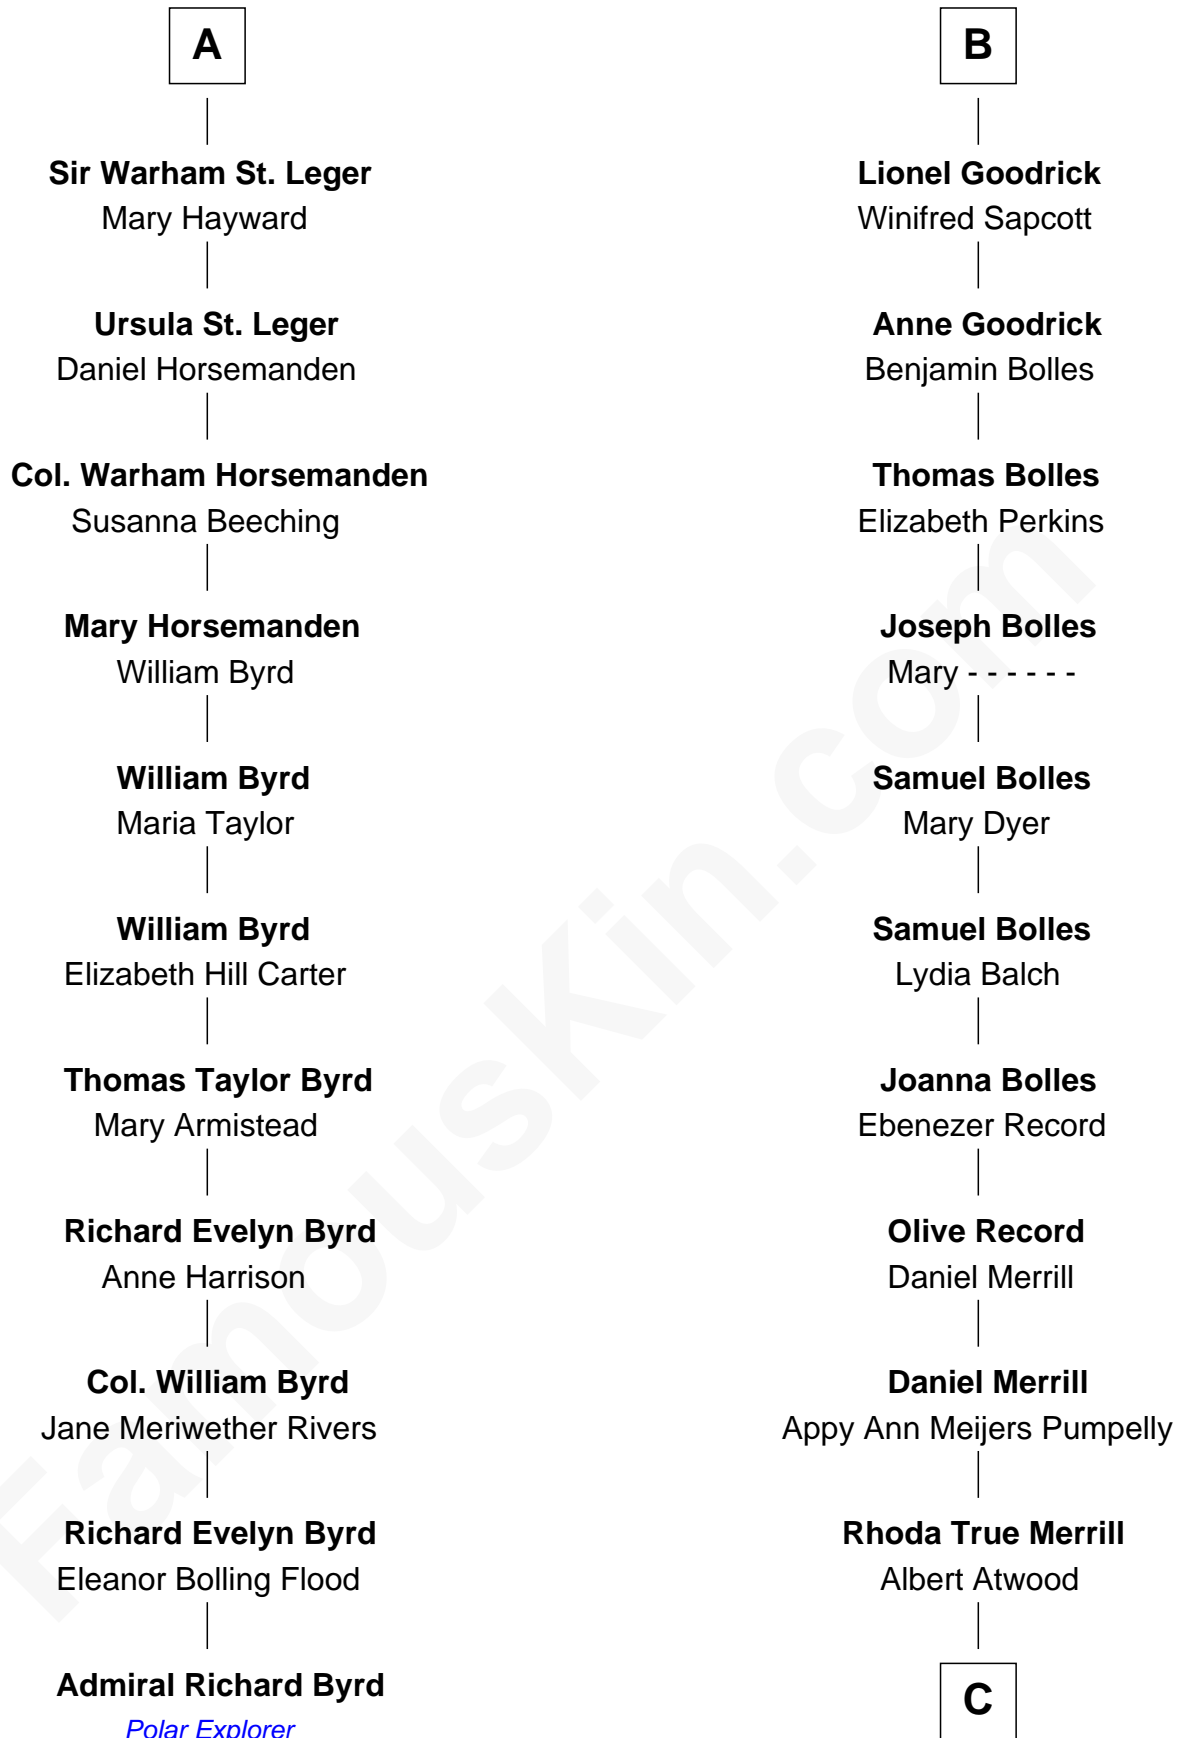 A
Sir Warham St. Leger
Mary Hayward
Ursula St. Leger
Daniel Horsemanden
Col. Warham Horsemanden
Susanna Beeching
Mary Horsemanden
William Byrd
William Byrd
Maria Taylor
William Byrd
Elizabeth Hill Carter
Thomas Taylor Byrd
Mary Armistead
Richard Evelyn Byrd
Anne Harrison
Col. William Byrd
Jane Meriwether Rivers
Richard Evelyn Byrd
Eleanor Bolling Flood
Admiral Richard Byrd
Polar Explorer
B
Lionel Goodrick
Winifred Sapcott
Anne Goodrick
Benjamin Bolles
Thomas Bolles
Elizabeth Perkins
Joseph Bolles
Mary - - - - - -
Samuel Bolles
Mary Dyer
Samuel Bolles
Lydia Balch
Joanna Bolles
Ebenezer Record
Olive Record
Daniel Merrill
Daniel Merrill
Appy Ann Meijers Pumpelly
Rhoda True Merrill
Albert Atwood
C
FamousKin.com